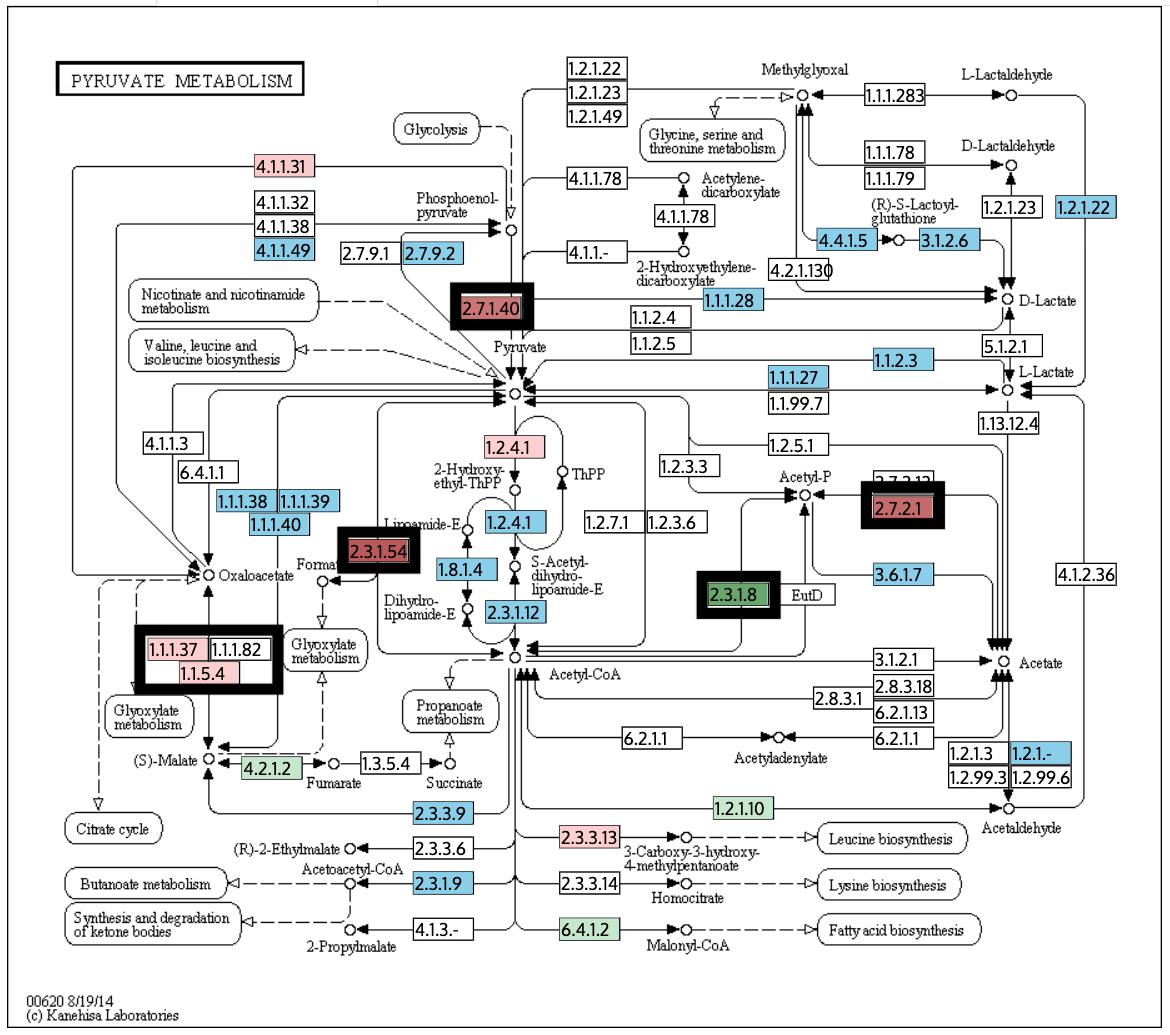 PYRUVATE METABOLISM
1.2.1.22
1.2.1.23
1.2.1.49
Methylglyoxal
1.1.1.283
L-Lactaldehyde
Glycolysis
Glycine, serine and
threonine metabolism
1.1.1.78
1.1.1.79
D-Lactaldehyde
4.1.1.31
4.1.1.78
Acetylene-
dicarboxylate
4.1.1.32
4.1.1.38
4.1.1.49
Phosphoenol-
pyruvate
4.1.1.78
(R)-S-Lactoyl-
glutathione
1.2.1.23
1.2.1.22
2.7.9.1
2.7.9.2
4.1.1.-
2-Hydroxyethylene-
dicarboxylate
4.4.1.5
3.1.2.6
4.2.1.130
Nicotinate and nicotinamide
metabolism
2.7.1.40
1.1.1.28
D-Lactate
1.1.2.4
1.1.2.5
Valine, leucine and
isoleucine biosynthesis
Pyruvate
5.1.2.1
1.1.2.3
L-Lactate
1.1.1.27
1.1.99.7
1.13.12.4
4.1.1.3
6.4.1.1
1.2.4.1
1.2.5.1
2-Hydroxy-
ethyl-ThPP
ThPP
1.2.3.3
Acetyl-P
2.7.2.12
2.7.2.1
1.1.1.38
1.1.1.39
1.1.1.40
Lipoamide-E
1.2.4.1
1.2.7.1
1.2.3.6
2.3.1.54
Oxaloacetate
1.8.1.4
S-Acetyl-
dihydro-
lipoamide-E
3.6.1.7
4.1.2.36
2.3.1.8
EutD
Dihydro-
lipoamide-E
2.3.1.12
1.1.1.37
1.1.1.82
1.1.5.4
Glyoxylate
metabolism
Acetyl-CoA
3.1.2.1
Acetate
Glyoxylate
metabolism
Propanoate
metabolism
2.8.3.1
2.8.3.18
6.2.1.13
6.2.1.1
6.2.1.1
Acetyladenylate
(S)-Malate
4.2.1.2
Fumarate
1.3.5.4
Succinate
1.2.1.3
1.2.1.-
1.2.99.3
1.2.99.6
2.3.3.9
1.2.1.10
Acetaldehyde
Citrate cycle
(R)-2-Ethylmalate
2.3.3.6
2.3.3.13
3-Carboxy-3-hydroxy-
4-methylpentanoate
Leucine biosynthesis
Butanoate metabolism
Acetoacetyl-CoA
2.3.1.9
2.3.3.14
Homocitrate
Lysine biosynthesis
Synthesis and degradation
of ketone bodies
2-Propylmalate
4.1.3.-
6.4.1.2
Malonyl-CoA
Fatty acid biosynthesis
00620 8/19/14
(c) Kanehisa Laboratories